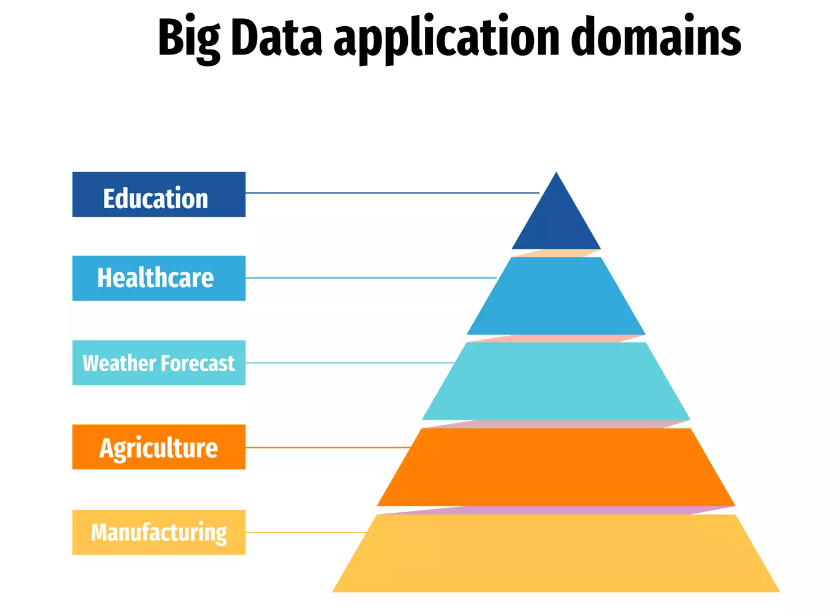 Big Data application domains
Education
Healthcare
Weather Forecast
Agriculture
Manufacturing